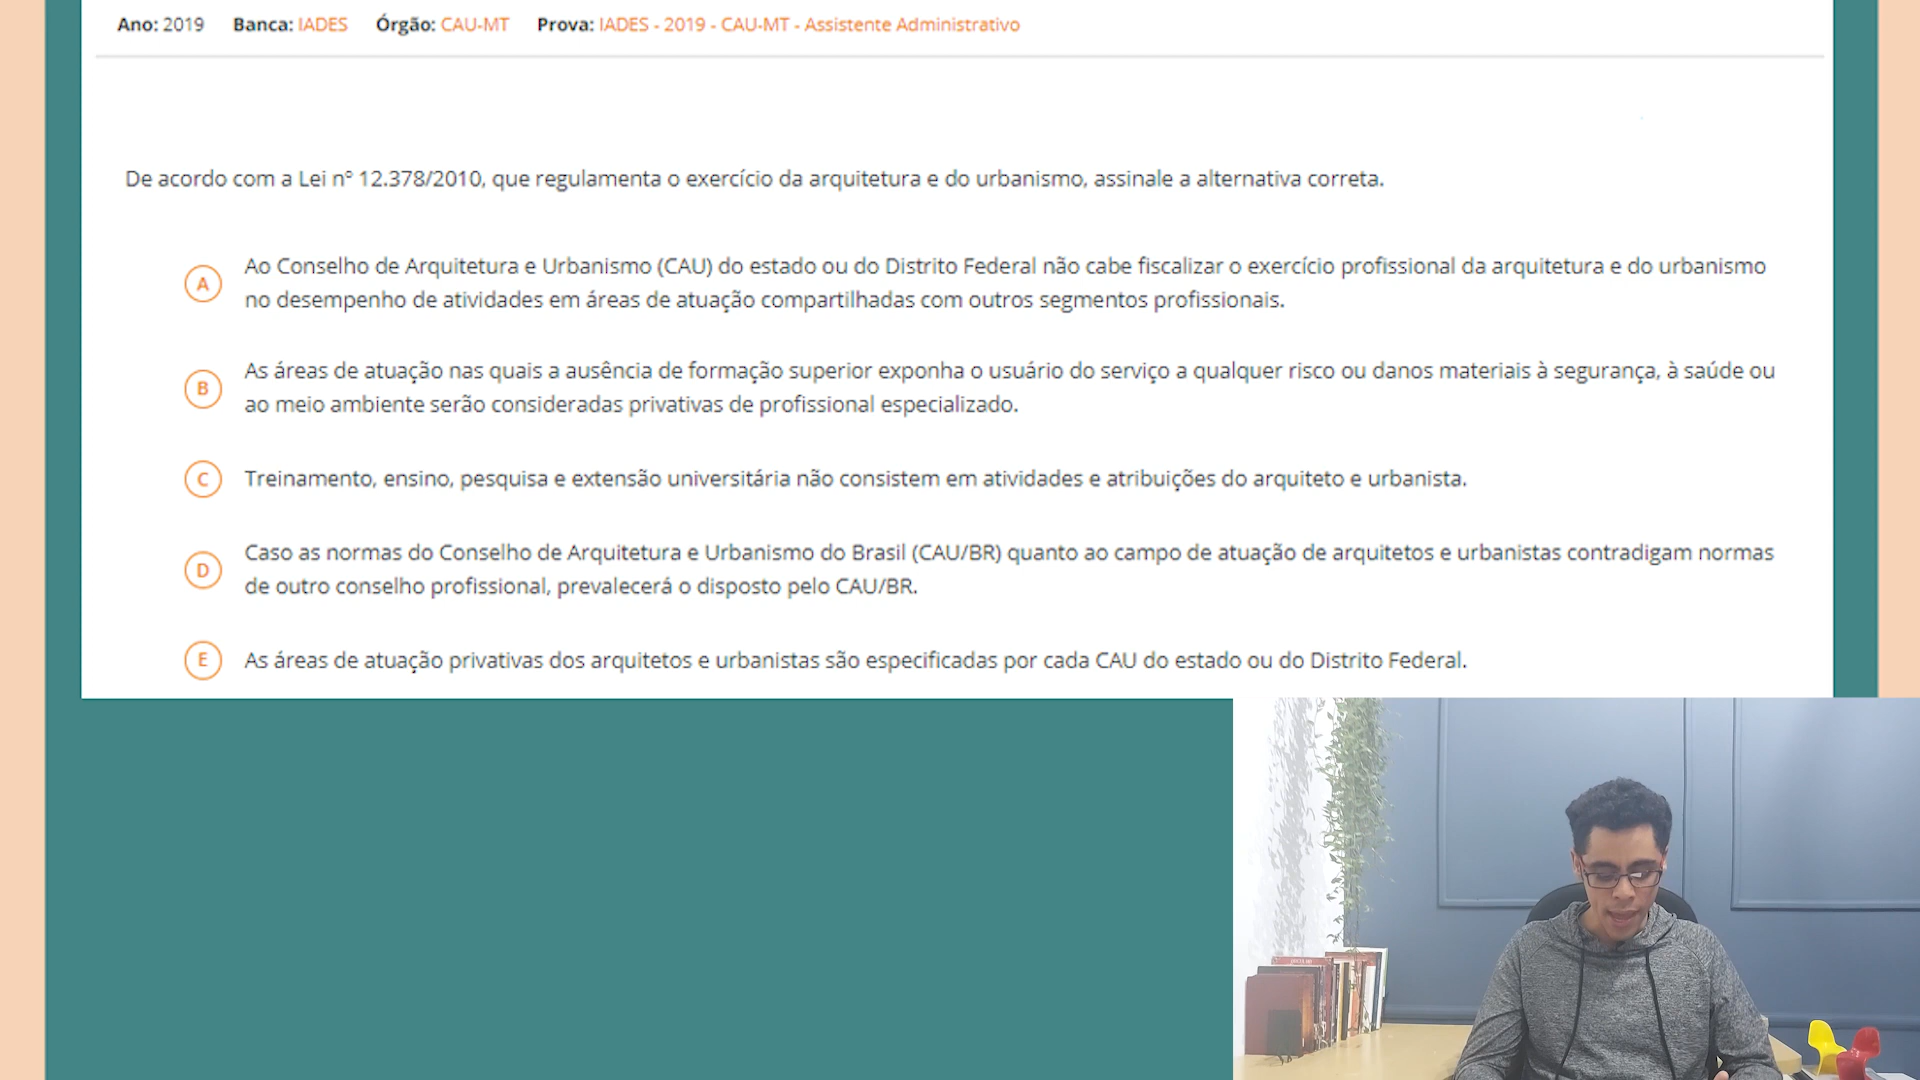 Ano: 2019 Banca: IADES Órgão: CAU-MT Prova: IADES - 2019 - CAU-MT - Assistente Administrativo
De acordo com a Lei nº 12.378/2010, que regulamenta o exercício da arquitetura e do urbanismo, assinale a alternativa correta.
A Ao Conselho de Arquitetura e Urbanismo (CAU) do estado ou do Distrito Federal não cabe fiscalizar o exercício profissional da arquitetura e do urbanismo
no desempenho de atividades em áreas de atuação compartilhadas com outros segmentos profissionais.
B As áreas de atuação nas quais a ausência de formação superior exponha o usuário do serviço a qualquer risco ou danos materiais à segurança, à saúde ou
ao meio ambiente serão consideradas privativas de profissional especializado.
C Treinamento, ensino, pesquisa e extensão universitária não consistem em atividades e atribuições do arquiteto e urbanista.
D Caso as normas do Conselho de Arquitetura e Urbanismo do Brasil (CAU/BR) quanto ao campo de atuação de arquitetos e urbanistas contradigam normas
de outro conselho profissional, prevalecerá o disposto pelo CAU/BR.
E As áreas de atuação privativas dos arquitetos e urbanistas são especificadas por cada CAU do estado ou do Distrito Federal.